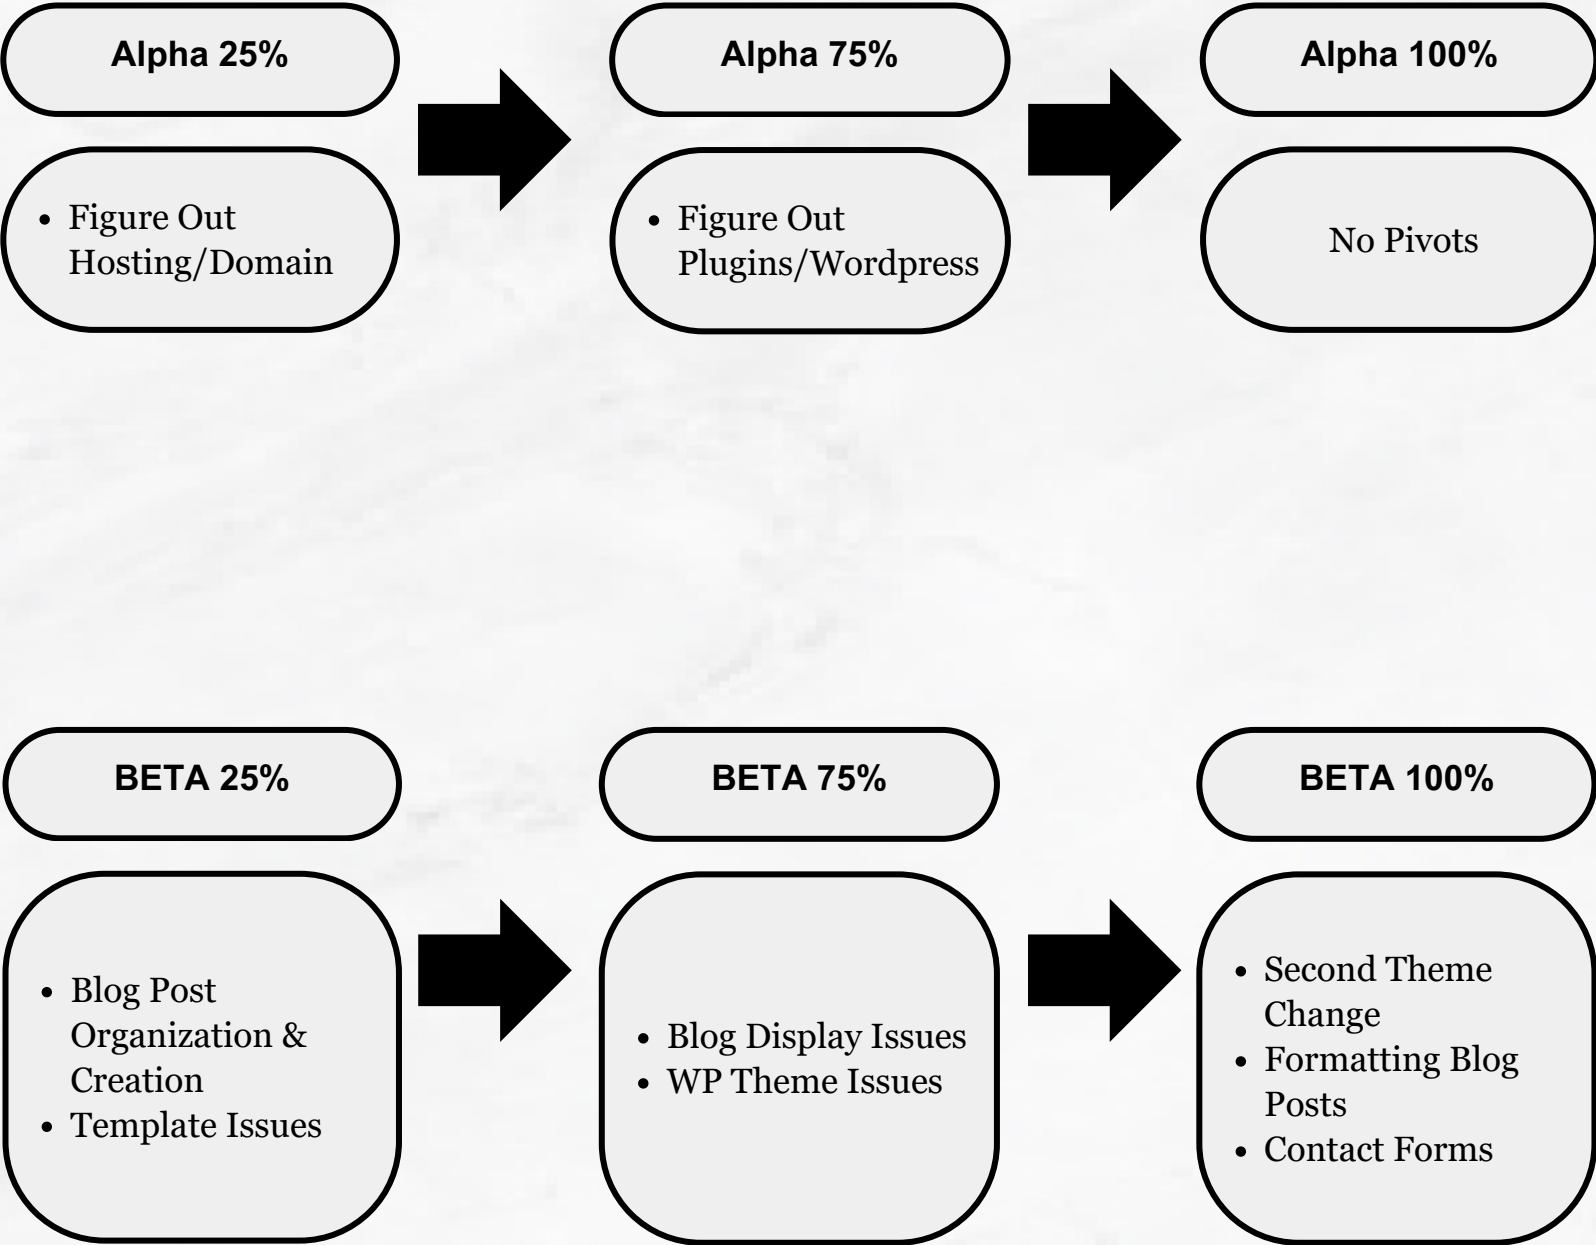 Alpha 25%
Alpha 75%
Alpha 100%
• Figure Out
Hosting/Domain
• Figure Out
Plugins/Wordpress
No Pivots
BETA 25%
BETA 75%
BETA 100%
• Blog Post
Organization &
Creation
• Template Issues
• Blog Display Issues
• WP Theme Issues
• Second Theme
Change
• Formatting Blog
Posts
• Contact Forms